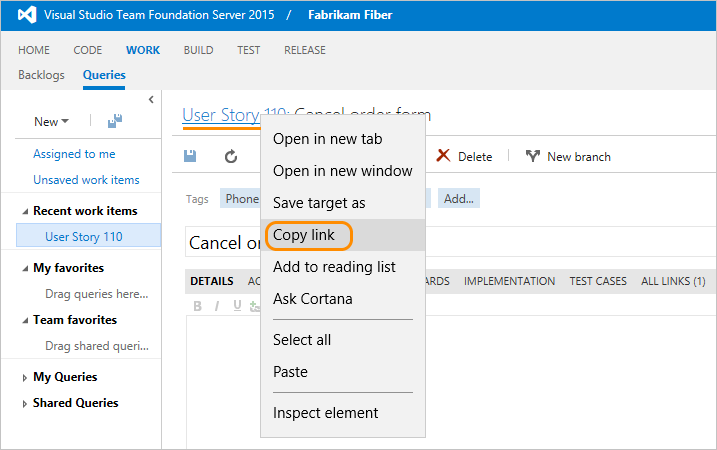 Visual Studio Team Foundation Server 2015 / Fabrikam Fiber
HOME CODE WORK BUILD TEST RELEASE
Backlogs Queries
New
Assigned to me
Unsaved work items
Recent work items
User Story 110
My favorites
Drag queries here...
Team favorites
Drag shared queri...
My Queries
Shared Queries
User Story 110: Cancel order form
Delete New branch
Tags Phone Add...
Cancel or
DETAILS ARDS IMPLEMENTATION TEST CASES ALL LINKS (1)
B I U
Open in new tab
Open in new window
Save target as
Copy link
Add to reading list
Ask Cortana
Select all
Paste
Inspect element